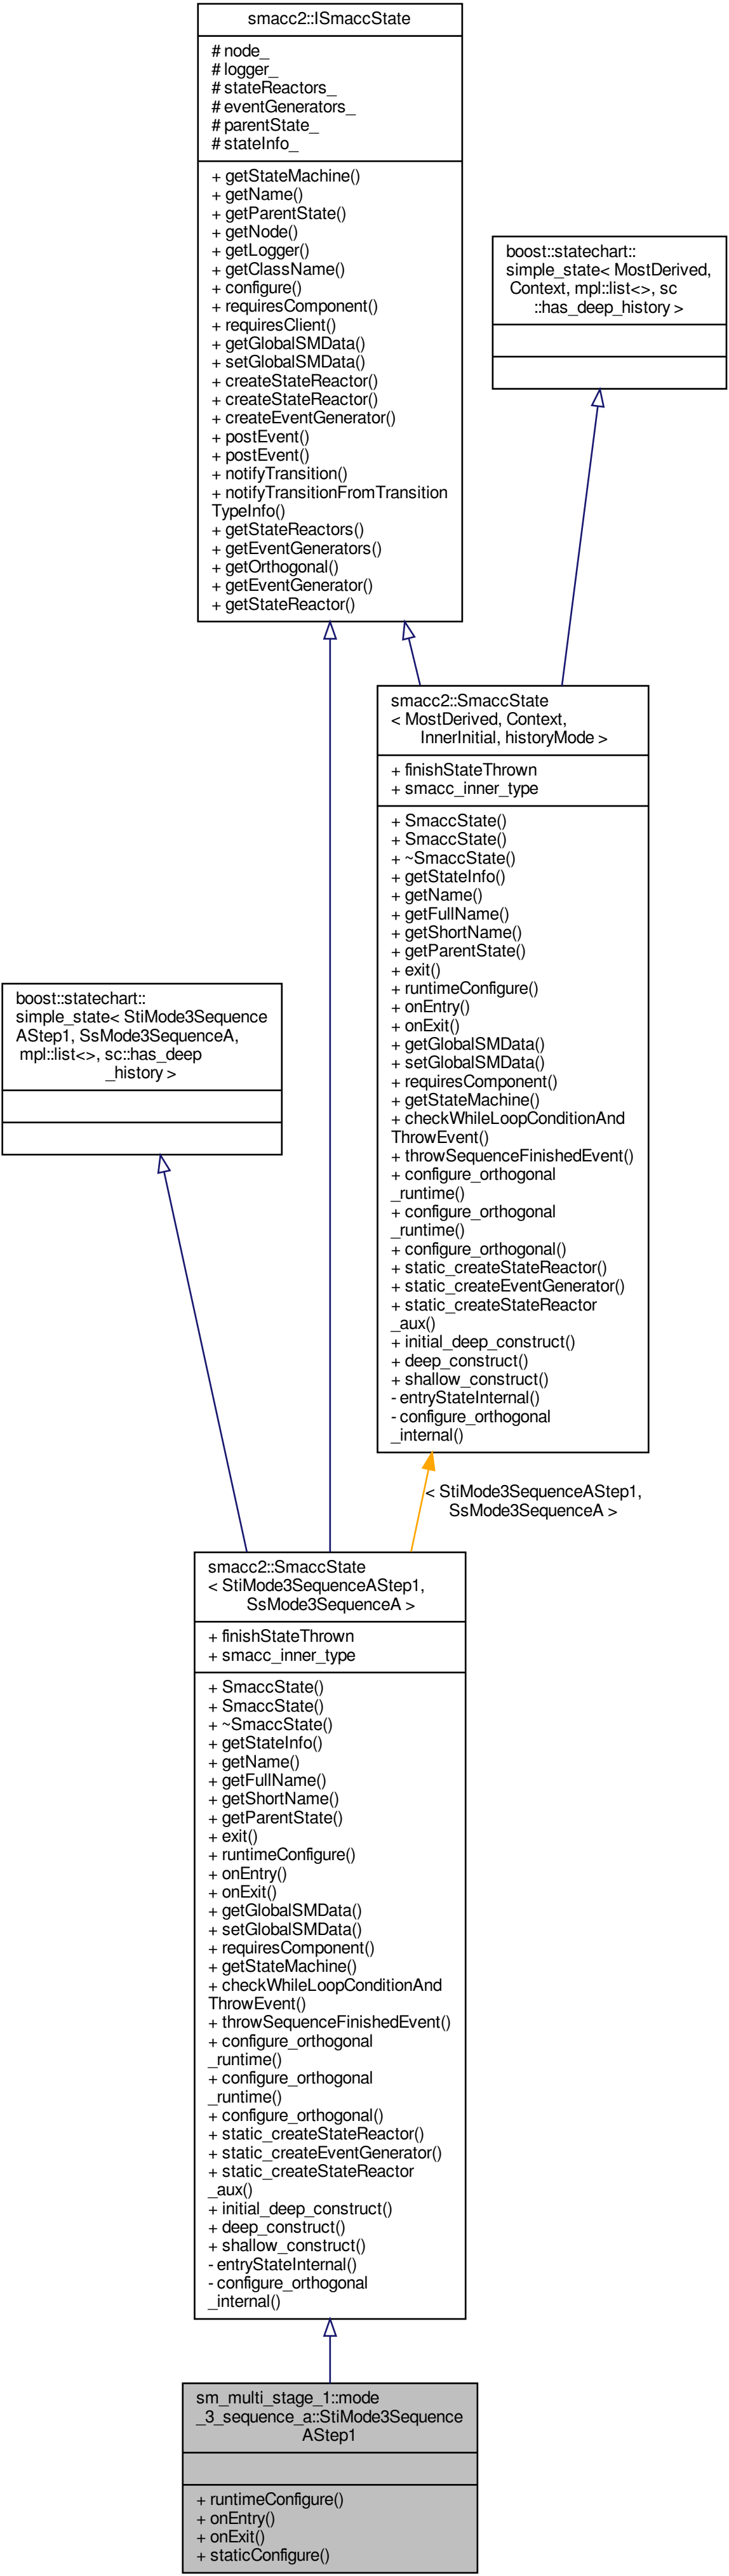 smacc2::ISmaccState
# node_
# logger_
# stateReactors_
# eventGenerators_
# parentState_
# stateInfo_
+ getStateMachine()
+ getName()
+ getParentState()
+ getNode()
+ getLogger()
+ getClassName()
+ configure()
+ requiresComponent()
+ requiresClient()
+ getGlobalSMData()
+ setGlobalSMData()
+ createStateReactor()
+ createStateReactor()
+ createEventGenerator()
+ postEvent()
+ postEvent()
+ notifyTransition()
+ notifyTransitionFromTransition
TypeInfo()
+ getStateReactors()
+ getEventGenerators()
+ getOrthogonal()
+ getEventGenerator()
+ getStateReactor()
boost::statechart::
simple_state< MostDerived,
Context, mpl::list<>, sc
::has_deep_history >
smacc2::SmaccState
< MostDerived, Context,
InnerInitial, historyMode >
+ finishStateThrown
+ smacc_inner_type
+ SmaccState()
+ SmaccState()
+ ~SmaccState()
+ getStateInfo()
+ getName()
+ getFullName()
+ getShortName()
+ getParentState()
+ exit()
+ runtimeConfigure()
+ onEntry()
+ onExit()
+ getGlobalSMData()
+ setGlobalSMData()
+ requiresComponent()
+ getStateMachine()
+ checkWhileLoopConditionAnd
ThrowEvent()
+ throwSequenceFinishedEvent()
+ configure_orthogonal
_runtime()
+ configure_orthogonal
_runtime()
+ configure_orthogonal()
+ static_createStateReactor()
+ static_createEventGenerator()
+ static_createStateReactor
_aux()
+ initial_deep_construct()
+ deep_construct()
+ shallow_construct()
- entryStateInternal()
- configure_orthogonal
_internal()
boost::statechart::
simple_state< StiMode3Sequence
AStep1, SsMode3SequenceA,
mpl::list<>, sc::has_deep
_history >
< StiMode3SequenceAStep1,
SsMode3SequenceA >
smacc2::SmaccState
< StiMode3SequenceAStep1,
SsMode3SequenceA >
+ finishStateThrown
+ smacc_inner_type
+ SmaccState()
+ SmaccState()
+ ~SmaccState()
+ getStateInfo()
+ getName()
+ getFullName()
+ getShortName()
+ getParentState()
+ exit()
+ runtimeConfigure()
+ onEntry()
+ onExit()
+ getGlobalSMData()
+ setGlobalSMData()
+ requiresComponent()
+ getStateMachine()
+ checkWhileLoopConditionAnd
ThrowEvent()
+ throwSequenceFinishedEvent()
+ configure_orthogonal
_runtime()
+ configure_orthogonal
_runtime()
+ configure_orthogonal()
+ static_createStateReactor()
+ static_createEventGenerator()
+ static_createStateReactor
_aux()
+ initial_deep_construct()
+ deep_construct()
+ shallow_construct()
- entryStateInternal()
- configure_orthogonal
_internal()
sm_multi_stage_1::mode
_3_sequence_a::StiMode3Sequence
AStep1
+ runtimeConfigure()
+ onEntry()
+ onExit()
+ staticConfigure()